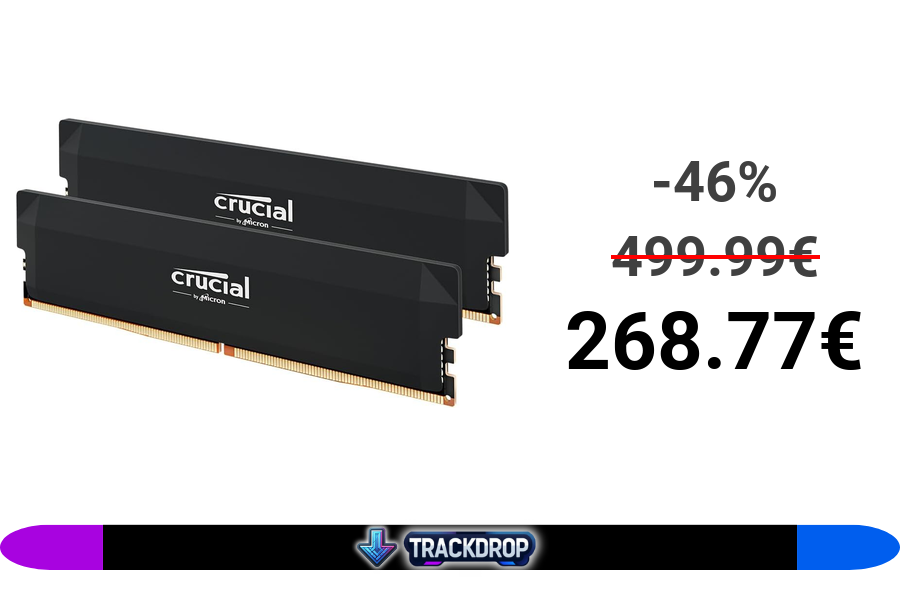 crucial
by Micron
crucial
by Micron
-46%
499.99€
268.77€
TRACKDROP